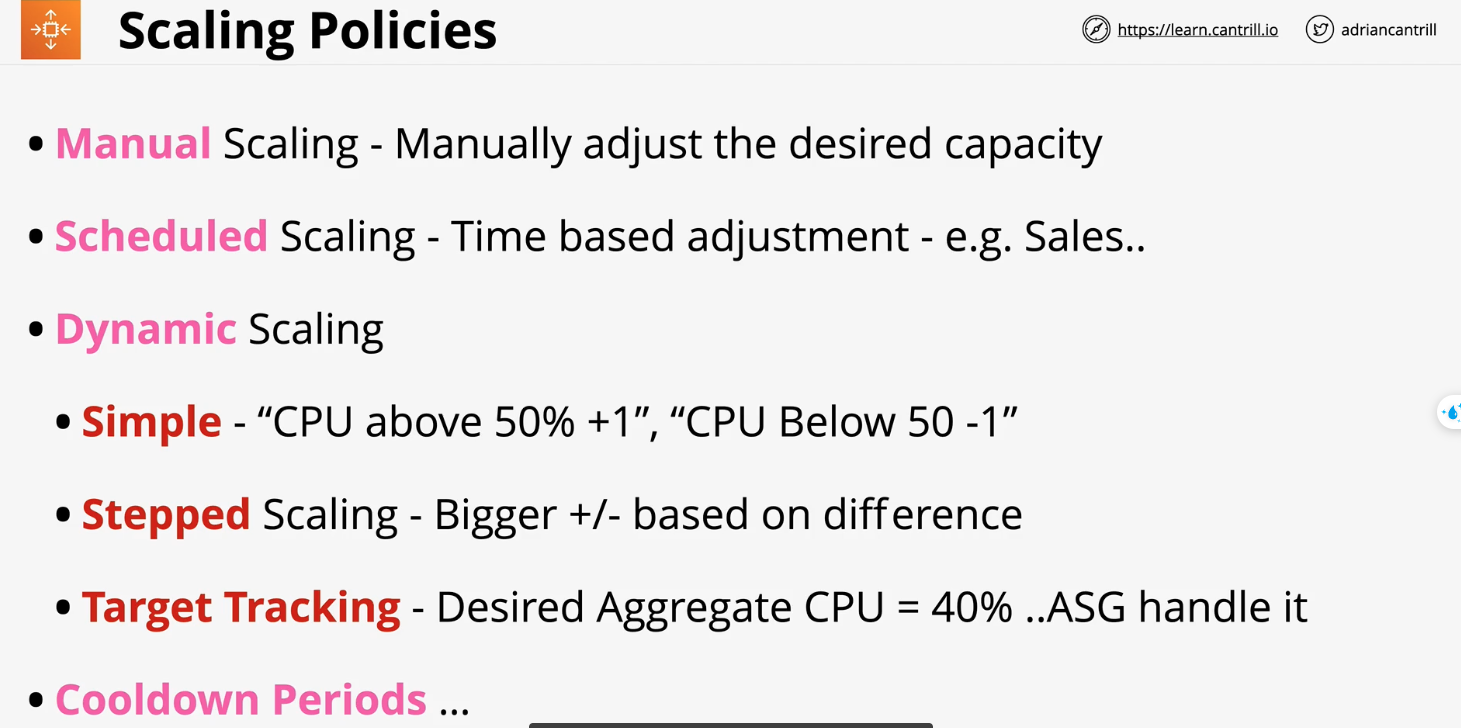 Scaling Policies
https://learn.cantrill.io
adriancantrill
• Manual Scaling - Manually adjust the desired capacity
• Scheduled Scaling - Time based adjustment - e.g. Sales..
• Dynamic Scaling
• Simple - “CPU above 50% +1”, “CPU Below 50 -1”
• Stepped Scaling - Bigger +/- based on difference
• Target Tracking - Desired Aggregate CPU = 40% ..ASG handle it
• Cooldown Periods ...